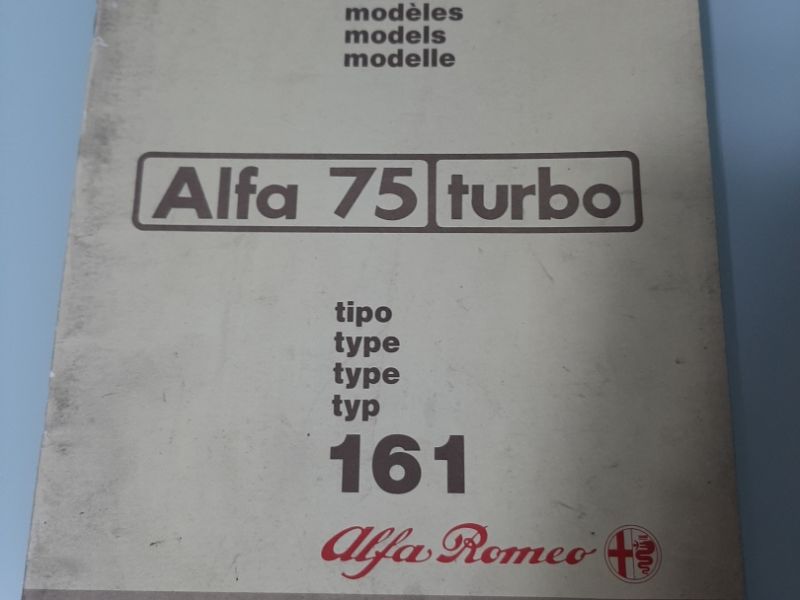 modèles
models
modelle
Alfa 75 turbo
tipo
type
type
typ
161
Alfa Romeo